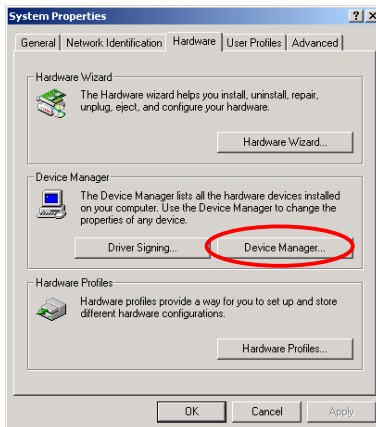 System Properties
General Network Identification Hardware User Profiles Advanced
Hardware Wizard
The Hardware wizard helps you install, uninstall, repair,
unplug, eject, and configure your hardware.
Hardware Wizard...
Device Manager
The Device Manager lists all the hardware devices installed
on your computer. Use the Device Manager to change the
properties of any device.
Driver Signing... Device Manager...
Hardware Profiles
Hardware profiles provide a way for you to set up and store
different hardware configurations.
Hardware Profiles...
OK Cancel Apply